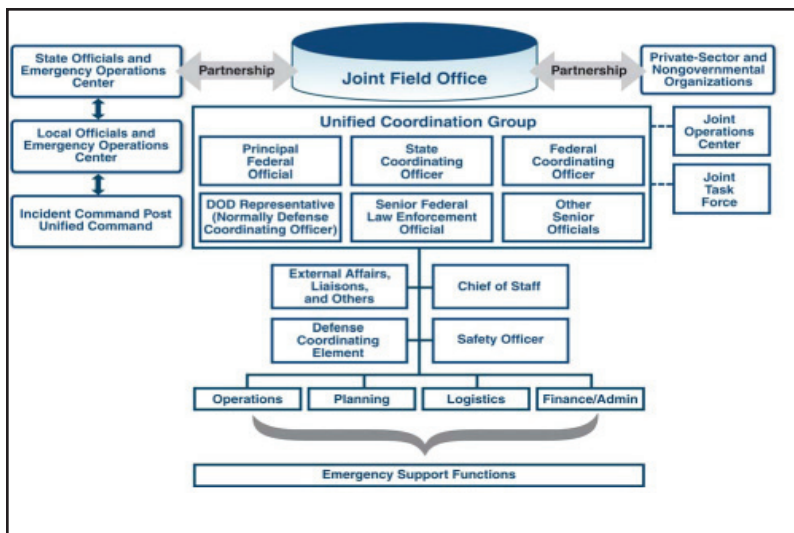 State Officials and
Emergency Operations
Center
Partnership
Joint Field Office
Partnership
Private-Sector and
Nongovernmental
Organizations
Local Officials and
Emergency Operations
Center
Incident Command Post
Unified Command
Unified Coordination Group
Principal
Federal
Official
State
Coordinating
Officer
Federal
Coordinating
Officer
DOD Representative
(Normally Defense
Coordinating Officer)
Senior Federal
Law Enforcement
Official
Other
Senior
Officials
Joint
Operations
Center
Joint
Task
Force
External Affairs,
Liaisons,
and Others
Chief of Staff
Defense
Coordinating
Element
Safety Officer
Operations
Planning
Logistics
Finance/Admin
Emergency Support Functions